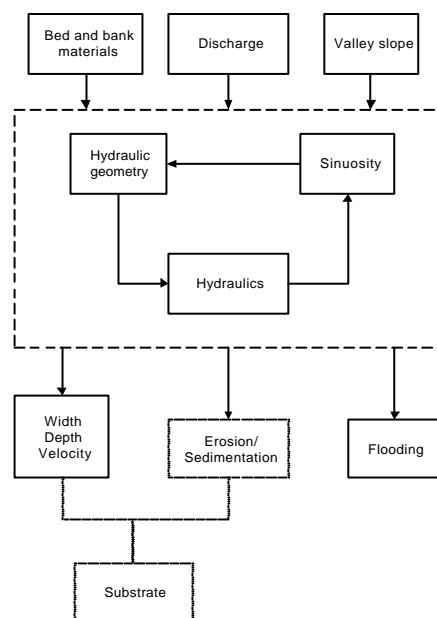 Bed and bank
materials
Discharge
Valley slope
Hydraulic
geometry
Sinuosity
Hydraulics
Width
Depth
Velocity
Erosion/
Sedimentation
Flooding
Substrate